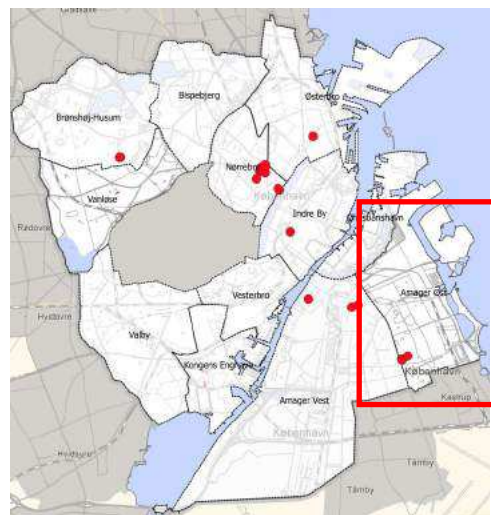 Gladsaxe
Bispebjerg
Østerbro
Brønshøj-Husum
Nørrebro
Vanløse
København
Indre By
Christianshavn
Rødovre
Amager Øst
Vesterbro
Hvidovre
Valby
Kongens Enghave
København
Amager Vest
Kastrup
København
Hvidovre
Tårnby
Tårnby